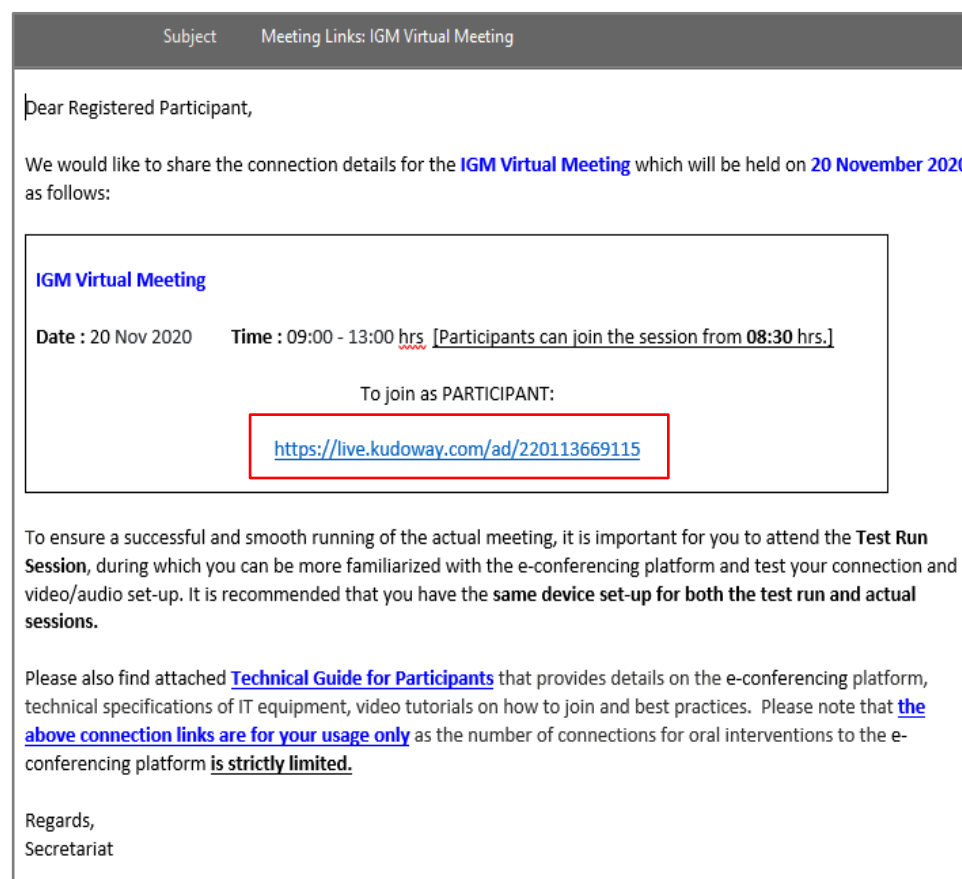 Subject Meeting Links: IGM Virtual Meeting
Dear Registered Participant,
We would like to share the connection details for the IGM Virtual Meeting which will be held on 20 November 2020
as follows:
IGM Virtual Meeting
Date : 20 Nov 2020 Time : 09:00 - 13:00 hrs [Participants can join the session from 08:30 hrs.]
To join as PARTICIPANT:
https://live.kudoway.com/ad/220113669115
To ensure a successful and smooth running of the actual meeting, it is important for you to attend the Test Run
Session, during which you can be more familiarized with the e-conferencing platform and test your connection and
video/audio set-up. It is recommended that you have the same device set-up for both the test run and actual
sessions.
Please also find attached Technical Guide for Participants that provides details on the e-conferencing platform,
technical specifications of IT equipment, video tutorials on how to join and best practices. Please note that the
above connection links are for your usage only as the number of connections for oral interventions to the e-
conferencing platform is strictly limited.
Regards,
Secretariat